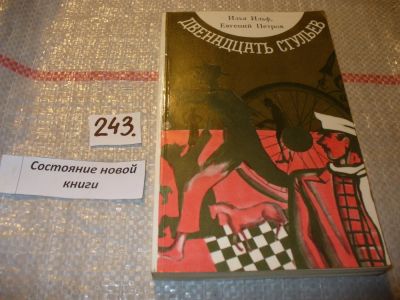 Илья Ильф,
Евгений Петров
ДВЕНАДЦАТЬ СТУЛЬЕВ
243.
Состояние новой
книги